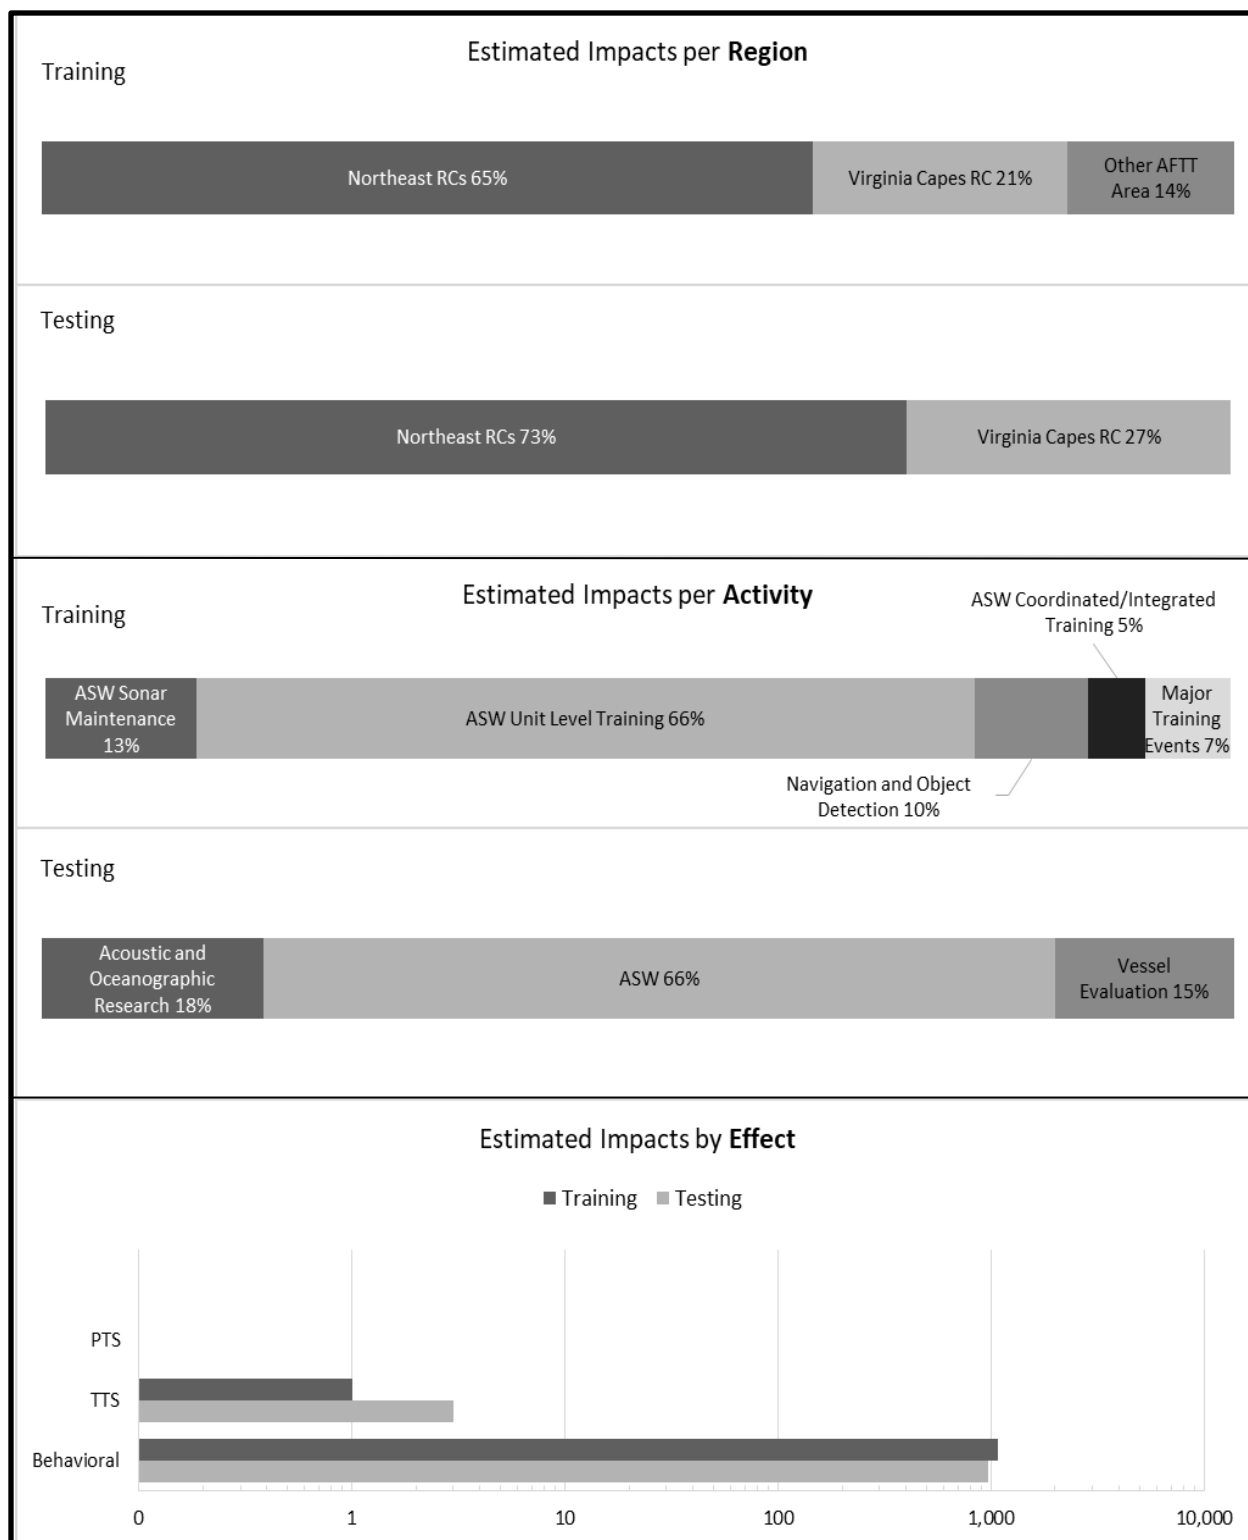 Estimated Impacts per Region
Training
Northeast RCs 65%
Virginia Capes RC 21%
Other AFTT
Area 14%
Testing
Northeast RCs 73%
Virginia Capes RC 27%
Estimated Impacts per Activity
Training
ASW Coordinated/Integrated
Training 5%
ASW Sonar
Maintenance
13%
ASW Unit Level Training 66%
Major
Training
Events 7%
Navigation and Object
Detection 10%
Testing
Acoustic and
Oceanographic
Research 18%
ASW 66%
Vessel
Evaluation 15%
Estimated Impacts by Effect
Training Testing
PTS
TTS
Behavioral
0 1 10 100 1,000 10,000